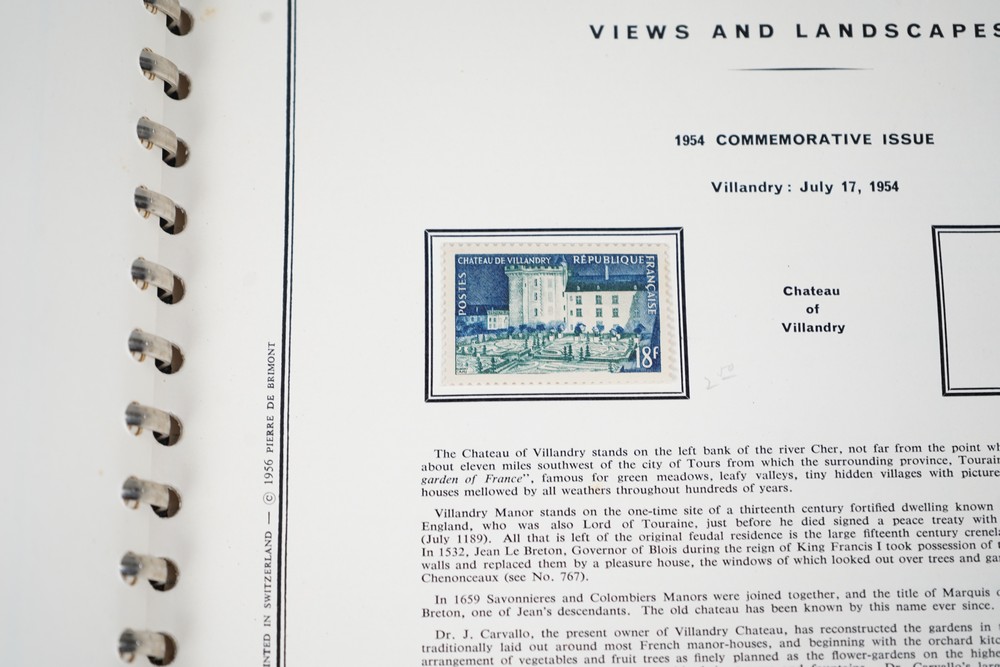 VIEWS AND LANDSCAPES
1954 COMMEMORATIVE ISSUE
Villandry: July 17, 1954
CHATEAU DE VILLANDRY RÉPUBLIQUE FRANÇAISE
POSTES
18F
Chateau
of
Villandry
The Chateau of Villandry stands on the left bank of the river Cher, not far from the point
about eleven miles southwest of the city of Tours from which the surrounding province,
garden of France", famous for green meadows, leafy valleys, tiny hidden villages with
houses mellowed by all weathers throughout hundreds of years.
Villandry Manor stands on the one-time site of a thirteenth century fortified dwelling known
England, who was also Lord of Touraine, just before he died signed a peace treaty with
(July 1189). All that is left of the original feudal residence is the large fifteenth century
In 1532, Jean Le Breton, Governor of Blois during the reign of King Francis I took possession of
walls and replaced them by a pleasure house, the windows of which looked out over trees and
Chenonceaux (see No. 767).
In 1659 Savonnieres and Colombiers Manors were joined together, and the title of Marquis
Breton, one of Jean's descendants. The old chateau has been known by this name ever since.
Dr. J. Carvallo, the present owner of Villandry Chateau, has reconstructed the gardens in
traditionally laid out around most French manor-houses, and beginning with the orchard
arrangement of vegetables and fruit trees as finely planned as the flower-gardens on the
NTED IN SWITZERLAND — © 1956 PIERRE DE BRIMONT